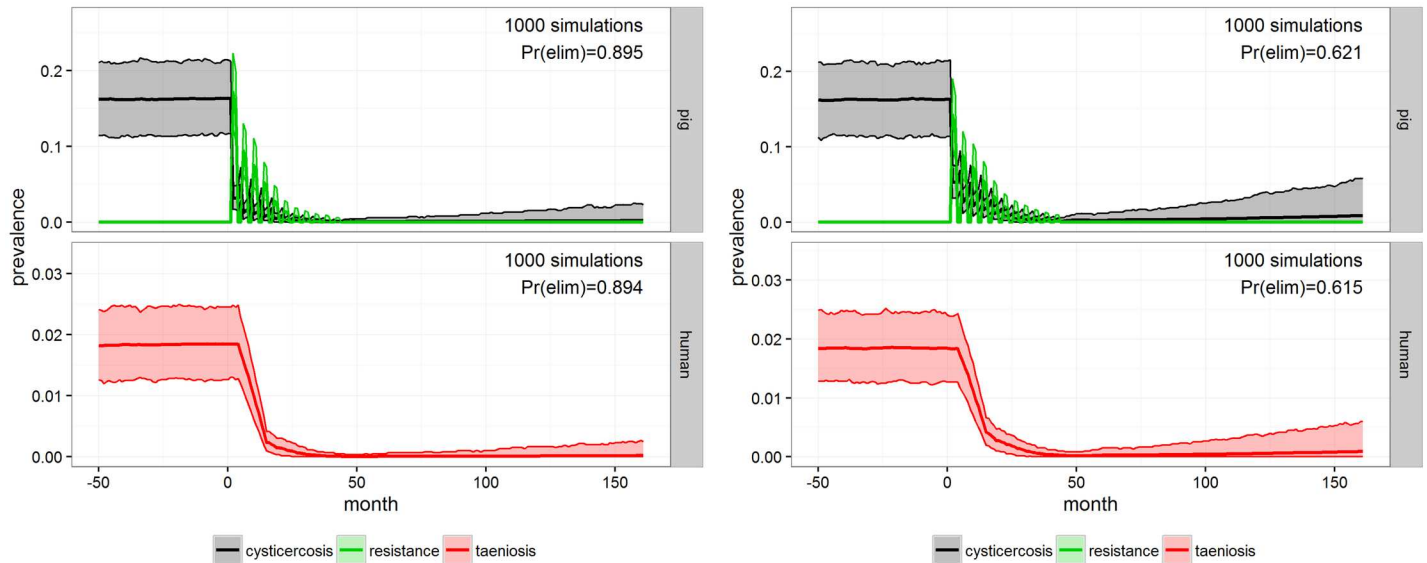 1000 simulations
Pr(elim)=0.895
0.2
0.1
0.0
pig
prevalence
1000 simulations
Pr(elim)=0.894
0.03
0.02
0.01
0.00
human
-50
0
50
100
150
month
cysticercosis resistance taeniosis
1000 simulations
Pr(elim)=0.621
0.2
0.1
0.0
pig
prevalence
1000 simulations
Pr(elim)=0.615
0.03
0.02
0.01
0.00
human
-50
0
50
100
150
month
cysticercosis resistance taeniosis